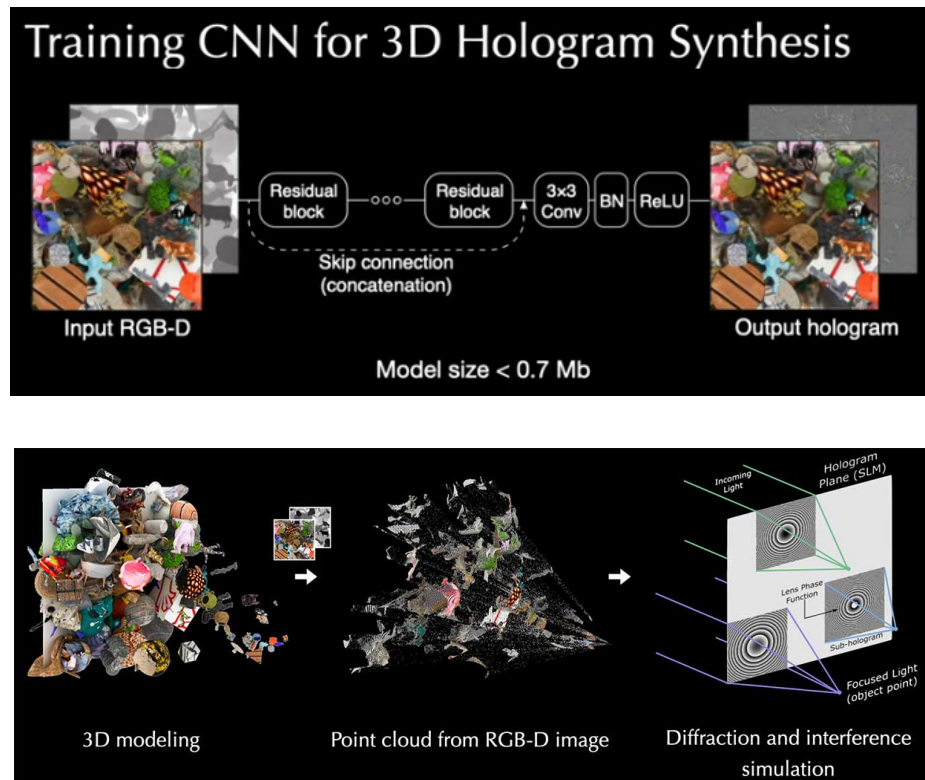 Training CNN for 3D Hologram Synthesis
Residual
block
Residual
block
3×3
Conv
BN
ReLU
Skip connection
(concatenation)
Input RGB-D
Output hologram
Model size < 0.7 Mb
Hologram
Plane (SLM)
Incoming
Light
Lens Phase
Function
Sub-hologram
Focused Light
(object point)
3D modeling
Point cloud from RGB-D image
Diffraction and interference
simulation